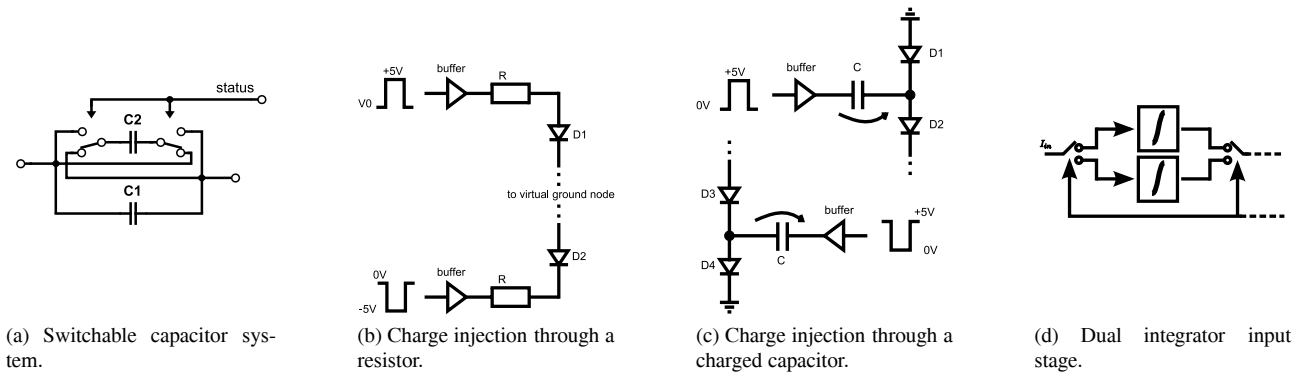 status
C2
C1
+5V
V0
buffer
R
D1
to virtual ground node
D2
0V
-5V
buffer
R
+5V
0V
buffer
C
D1
D2
D3
D4
C
buffer
+5V
0V
Iin
∫
∫
(a) Switchable capacitor sys-
tem.
(b) Charge injection through a
resistor.
(c) Charge injection through a
charged capacitor.
(d) Dual integrator input
stage.